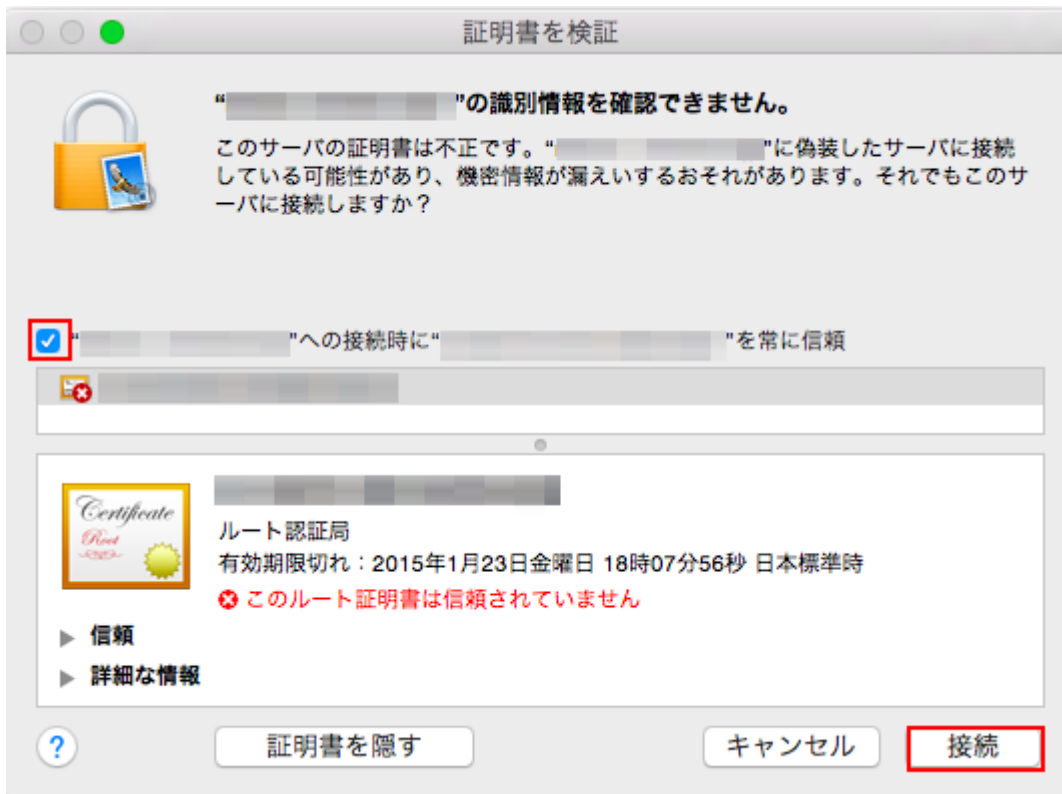 証明書を検証
“ ”の識別情報を確認できません。
このサーバの証明書は不正です。“ ”に偽装したサーバに接続
している可能性があり、機密情報が漏えいするおそれがあります。それでもこのサ
ーバに接続しますか？
“ ”への接続時に“ ”を常に信頼
Certificate
Root
ルート認証局
有効期限切れ：2015年1月23日金曜日 18時07分56秒 日本標準時
このルート証明書は信頼されていません
信頼
詳細な情報
?
証明書を隠す
キャンセル
接続